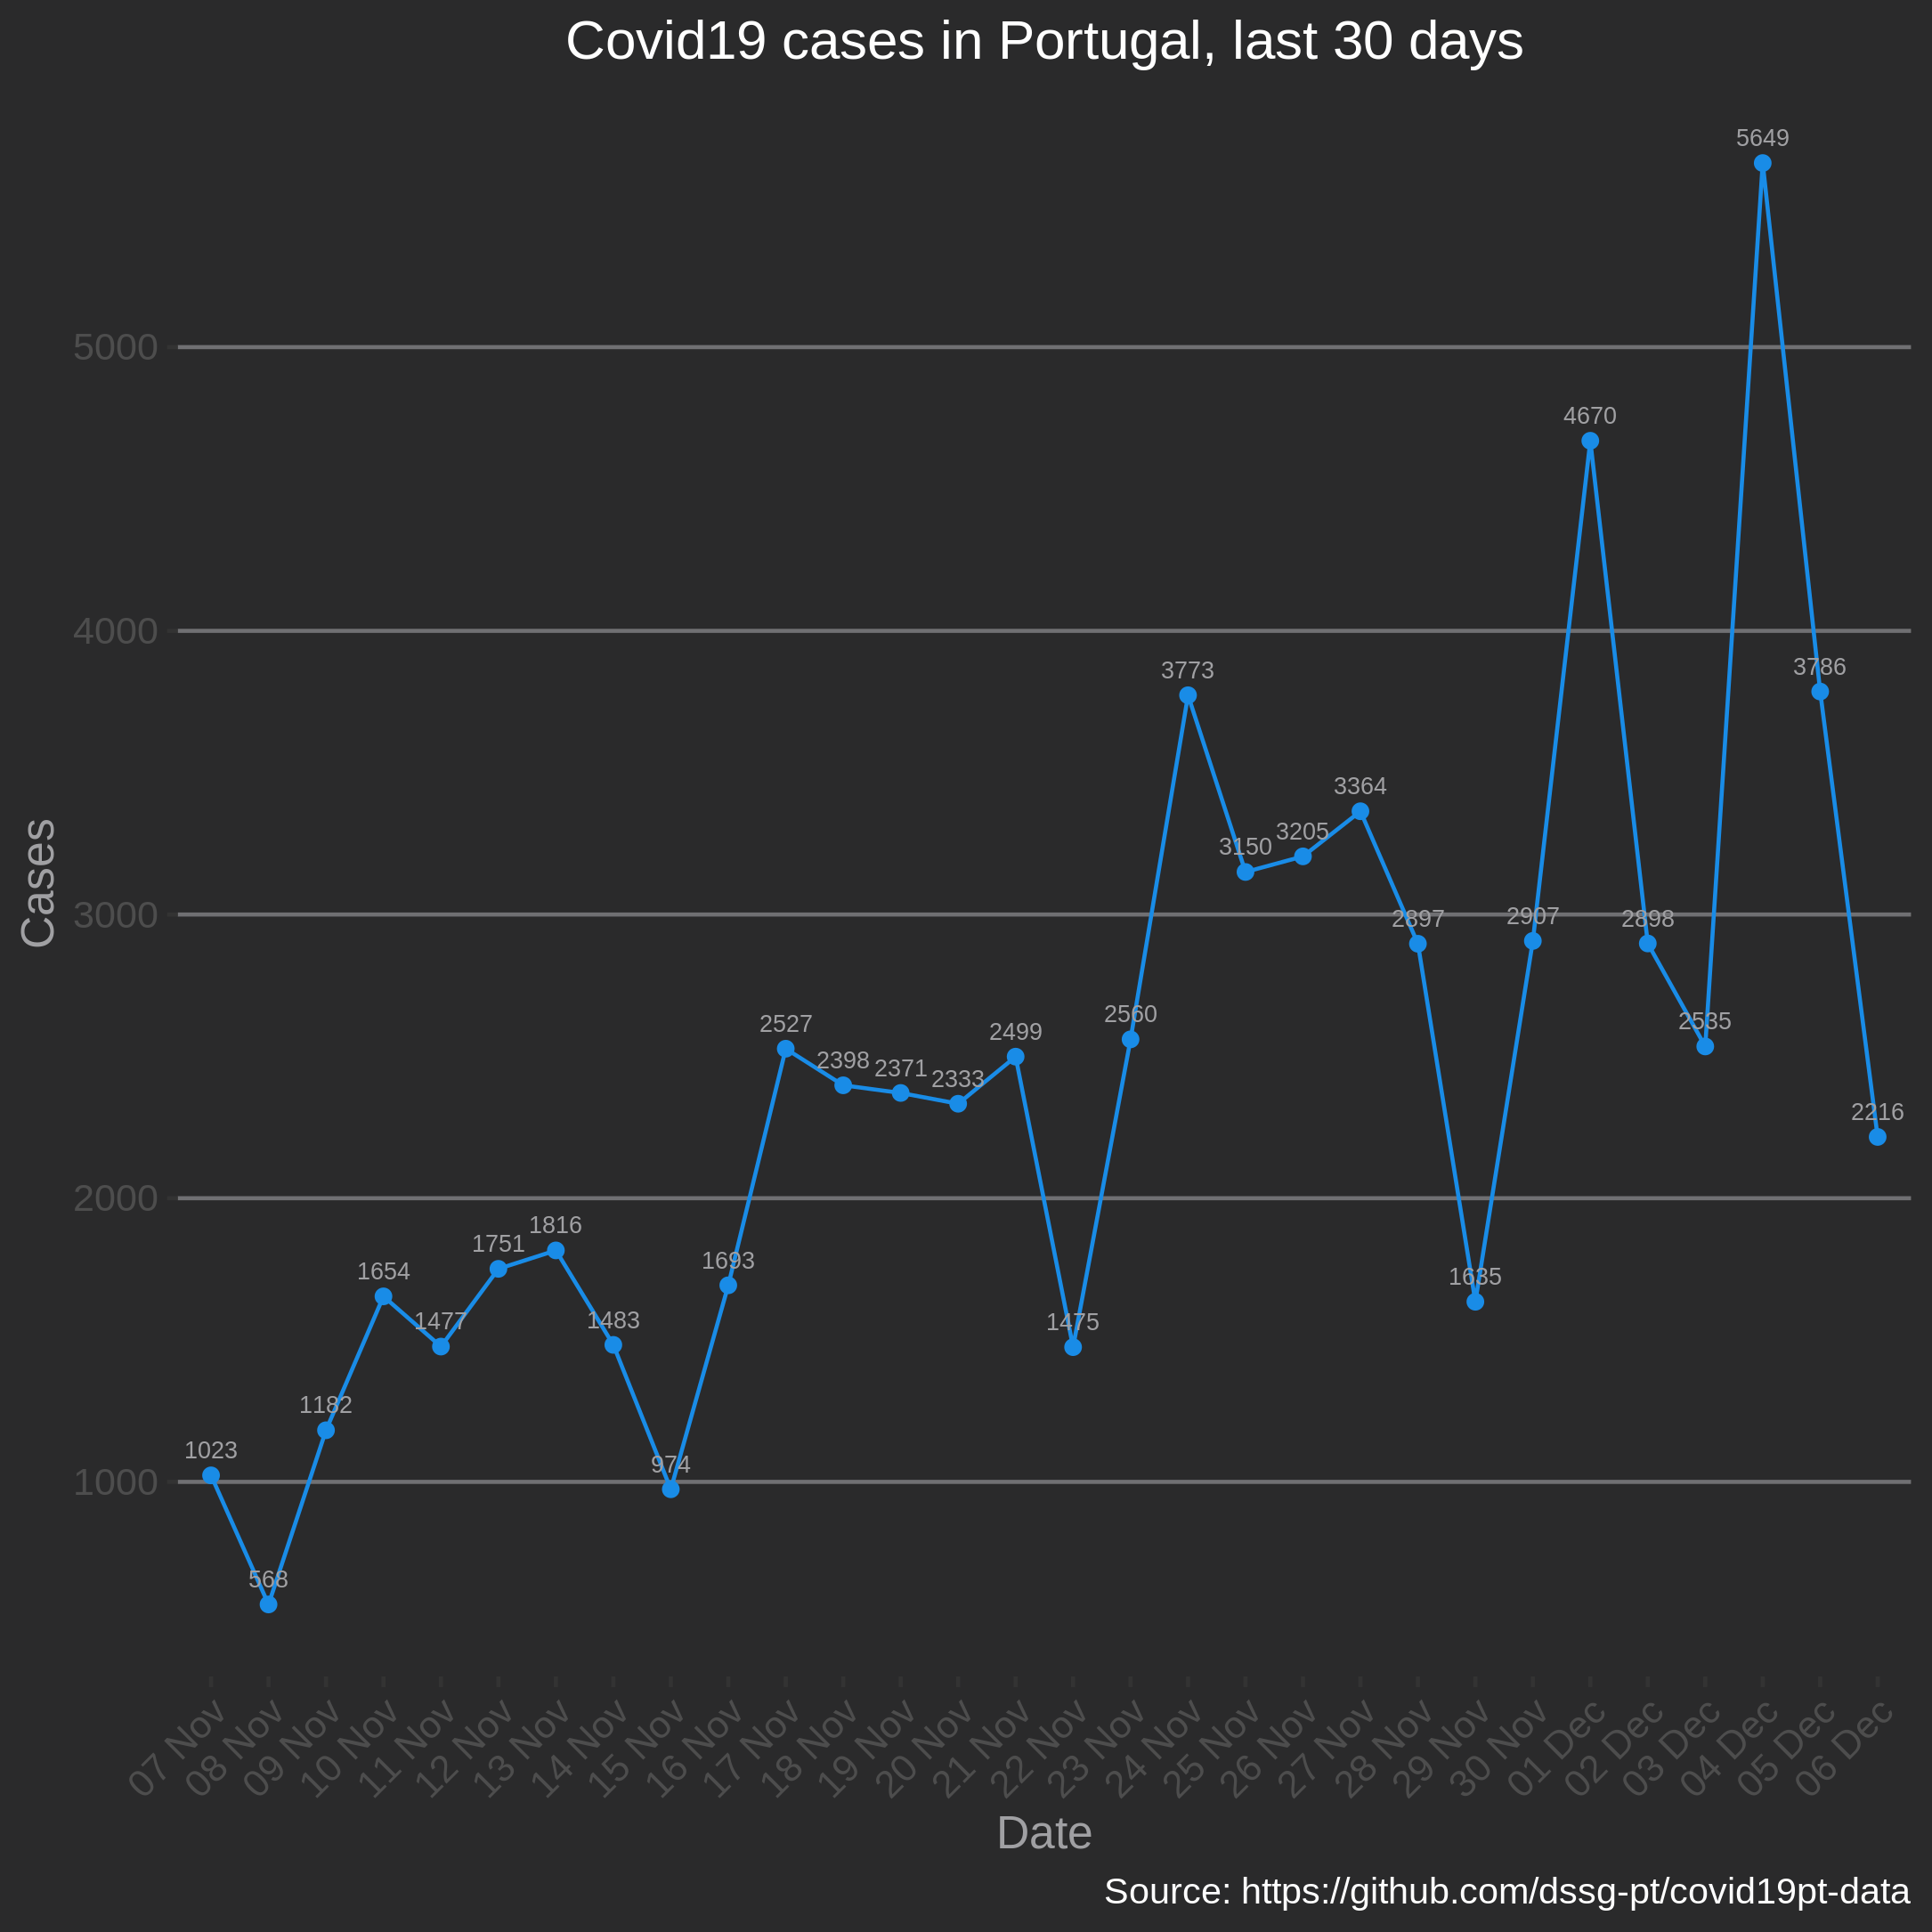 Covid19 cases in Portugal, last 30 days
5649
5000
4670
4000
3786
3773
3364
3205
3150
Cases
3000
2897
2907
2898
2560
2535
2527
2499
2398
2371
2333
2216
2000
1816
1751
1693
1654
1635
1483
1477
1475
1182
1023
1000
974
568
07 Nov
08 Nov
09 Nov
10 Nov
11 Nov
12 Nov
13 Nov
14 Nov
15 Nov
16 Nov
17 Nov
18 Nov
19 Nov
20 Nov
21 Nov
22 Nov
23 Nov
24 Nov
25 Nov
26 Nov
27 Nov
28 Nov
29 Nov
30 Nov
01 Dec
02 Dec
03 Dec
04 Dec
05 Dec
06 Dec
Date
Source: https://github.com/dssg-pt/covid19pt-data